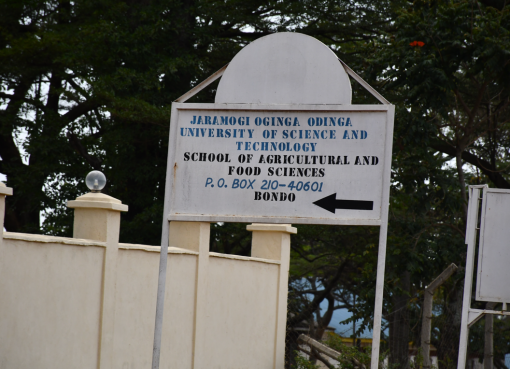 JARAMOGI OGINGA ODINGA
UNIVERSITY OF SCIENCE AND
TECHNOLOGY
SCHOOL OF AGRICULTURAL AND
FOOD SCIENCES
P.O. BOX 210-40601
BONDO